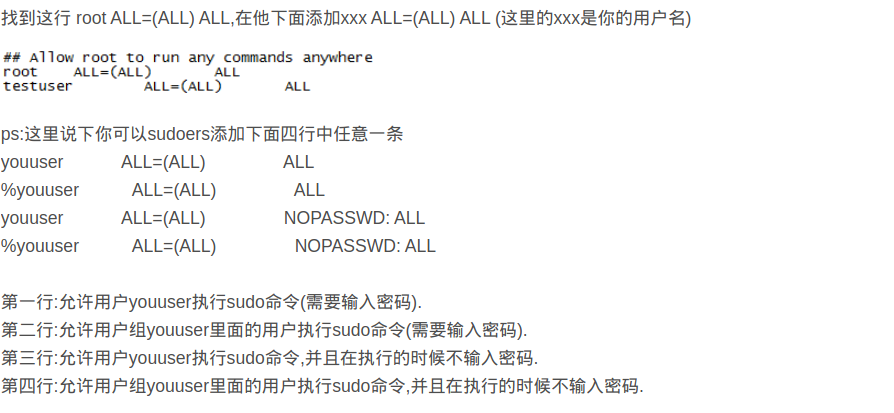 找到这行 root ALL=(ALL) ALL,在他下面添加xxx ALL=(ALL) ALL (这里的xxx是你的用户名)
## Allow root to run any commands anywhere
root ALL=(ALL) ALL
testuser ALL=(ALL) ALL
ps:这里说下你可以sudoers添加下面四行中任意一条
youuser ALL=(ALL) ALL
%youuser ALL=(ALL) ALL
youuser ALL=(ALL) NOPASSWD: ALL
%youuser ALL=(ALL) NOPASSWD: ALL
第一行:允许用户youuser执行sudo命令(需要输入密码).
第二行:允许用户组youuser里面的用户执行sudo命令(需要输入密码).
第三行:允许用户youuser执行sudo命令,并且在执行的时候不输入密码.
第四行:允许用户组youuser里面的用户执行sudo命令,并且在执行的时候不输入密码.